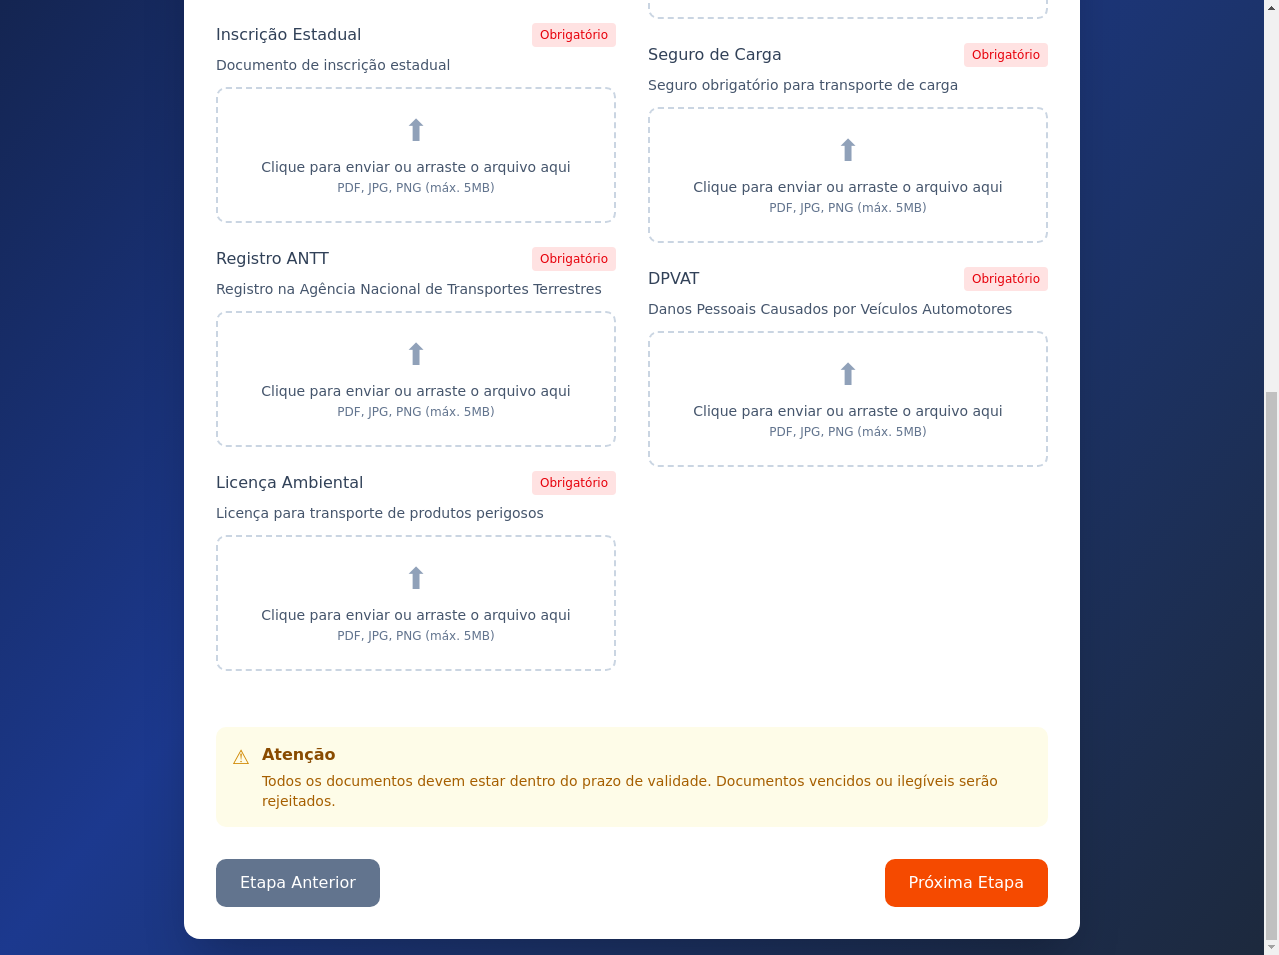 Inscrição Estadual
Obrigatório
Documento de inscrição estadual
Clique para enviar ou arraste o arquivo aqui
PDF, JPG, PNG (máx. 5MB)
Registro ANTT
Obrigatório
Registro na Agência Nacional de Transportes Terrestres
Clique para enviar ou arraste o arquivo aqui
PDF, JPG, PNG (máx. 5MB)
Licença Ambiental
Obrigatório
Licença para transporte de produtos perigosos
Clique para enviar ou arraste o arquivo aqui
PDF, JPG, PNG (máx. 5MB)
Seguro de Carga
Obrigatório
Seguro obrigatório para transporte de carga
Clique para enviar ou arraste o arquivo aqui
PDF, JPG, PNG (máx. 5MB)
DPVAT
Obrigatório
Danos Pessoais Causados por Veículos Automotores
Clique para enviar ou arraste o arquivo aqui
PDF, JPG, PNG (máx. 5MB)
Atenção
Todos os documentos devem estar dentro do prazo de validade. Documentos vencidos ou ilegíveis serão
rejeitados.
Etapa Anterior
Próxima Etapa